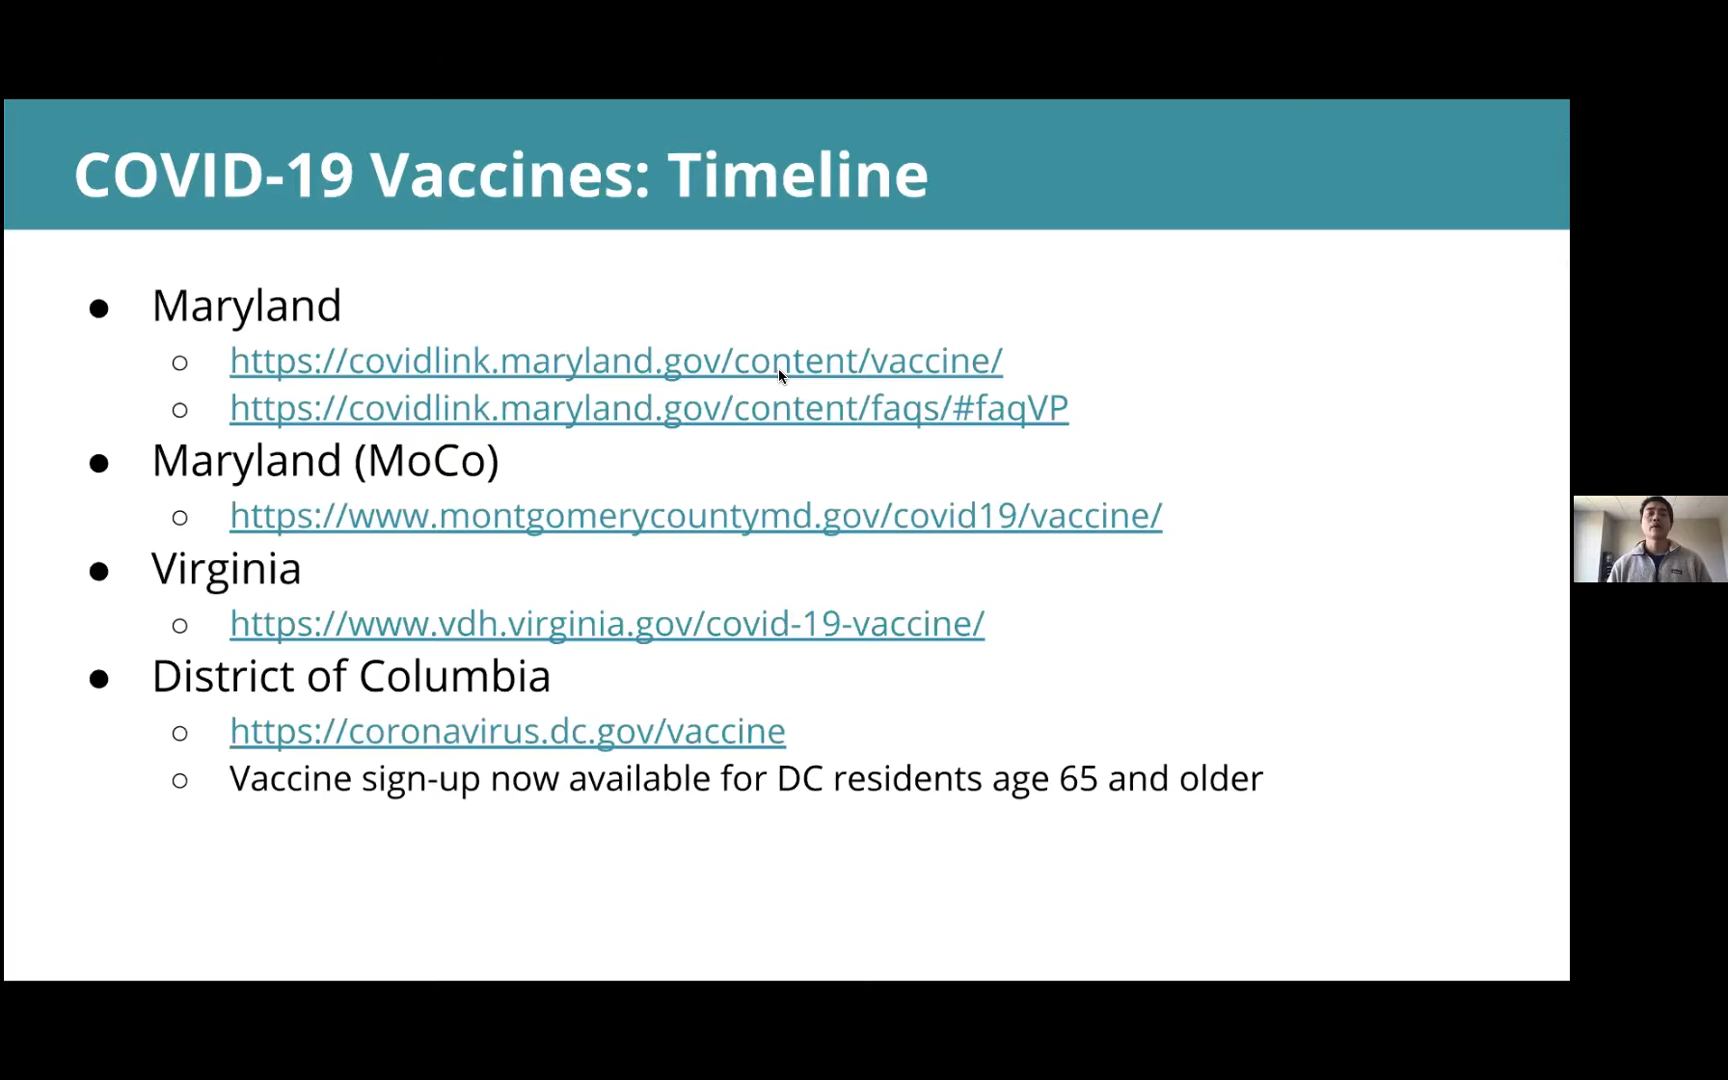 COVID-19 Vaccines: Timeline
● Maryland
○ https://covidlink.maryland.gov/content/vaccine/
○ https://covidlink.maryland.gov/content/faqs/#faqVP
● Maryland (MoCo)
○ https://www.montgomerycountymd.gov/covid19/vaccine/
● Virginia
○ https://www.vdh.virginia.gov/covid-19-vaccine/
● District of Columbia
○ https://coronavirus.dc.gov/vaccine
○ Vaccine sign-up now available for DC residents age 65 and older